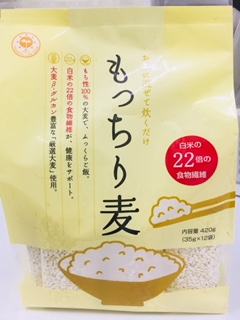 お米にまぜて炊くだけ
もっちり麦
もち性100%の大麦で、ふっくらご飯。
白米の22倍の食物繊維が、健康をサポート。
大麦β-グルカン豊富な「厳選大麦」使用。
白米の
22倍の
食物繊維
内容量 420g
(35g×12袋)